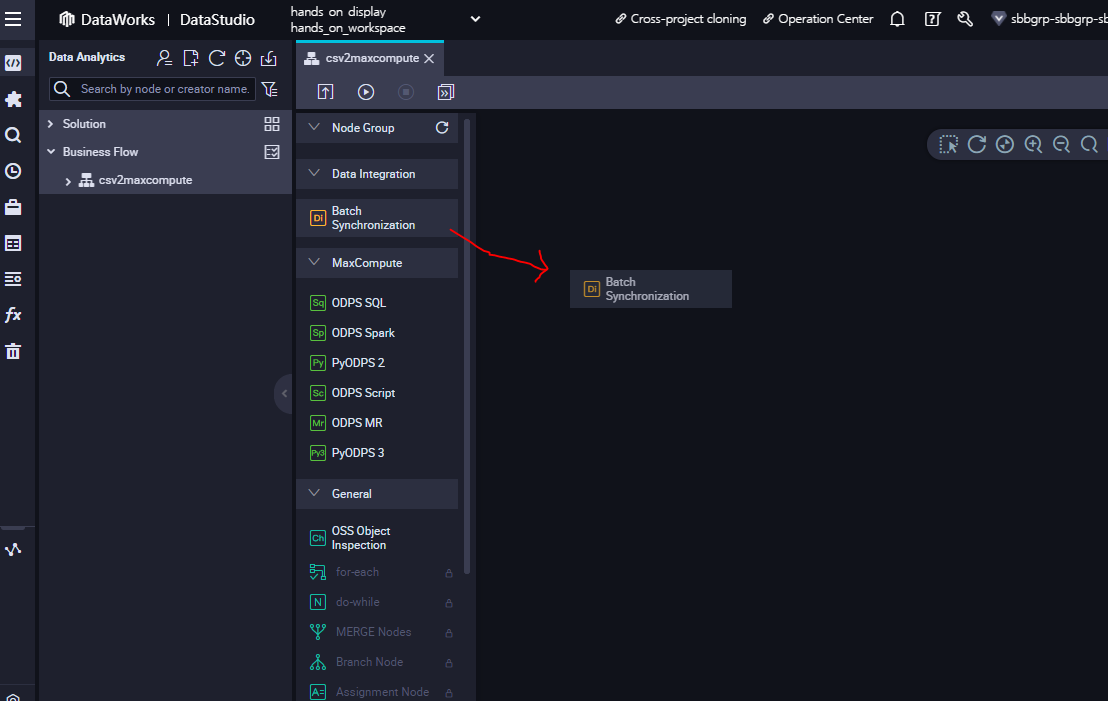 DataWorks | DataStudio
hands_on_display
hands_on_workspace
Cross-project cloning
Operation Center
sbbgrp-sbbgrp-sb
Data Analytics
Search by node or creator name.
Solution
Business Flow
csv2maxcompute
csv2maxcompute
Node Group
Data Integration
Di Batch
Synchronization
MaxCompute
Sq ODPS SQL
Sp ODPS Spark
Py PyODPS 2
Sc ODPS Script
Mr ODPS MR
Py3 PyODPS 3
General
Ch OSS Object
Inspection
for-each
N do-while
MERGE Nodes
Branch Node
A= Assignment Node
Di Batch
Synchronization